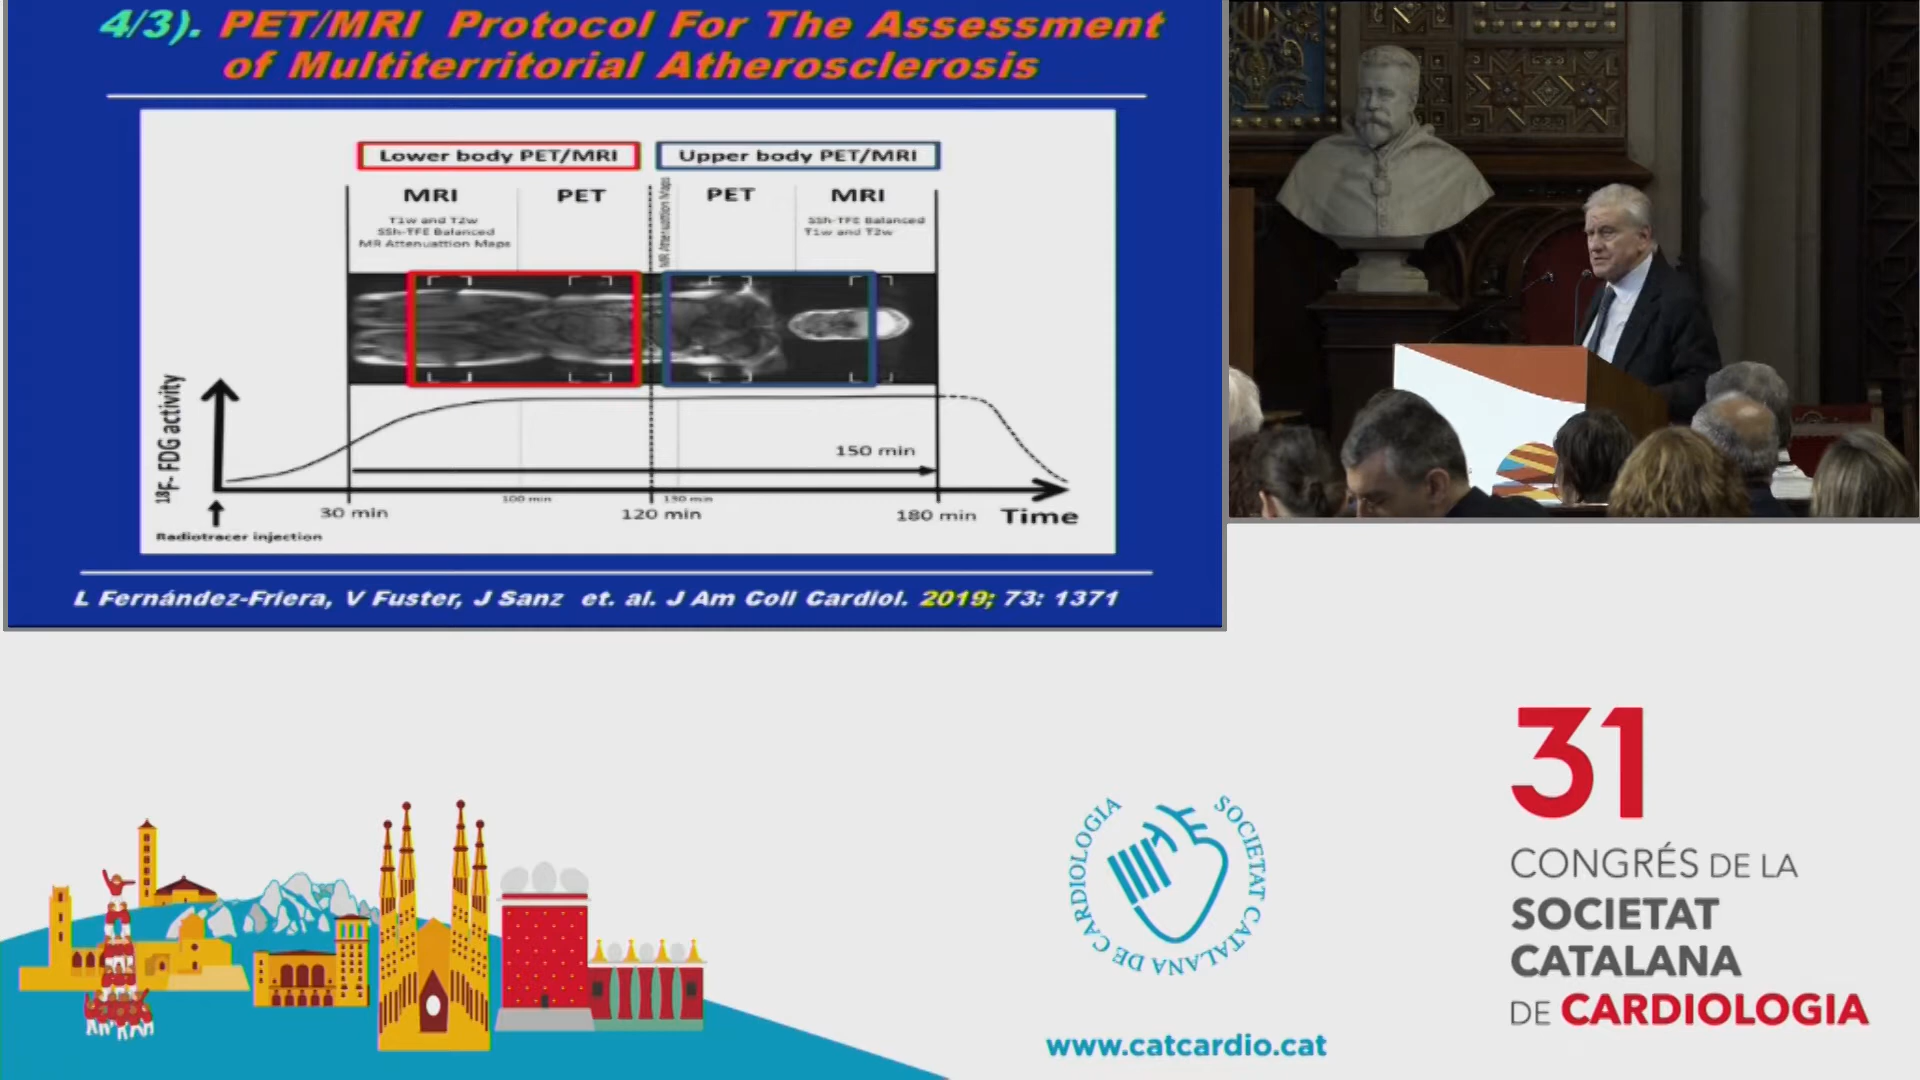 4/3). PET/MRI Protocol For The Assessment
of Multiterritorial Atherosclerosis
Lower body PET/MRI
Upper body PET/MRI
MRI
PET
PET
MRI
T1w and T2w
SSh-TFE Balanced
MR Attenuattion Maps
MR Attenuattion Maps
SSh-TFE Balanced
T1w and T2w
18F- FDG activity
150 min
100 min
130 min
30 min
120 min
180 min
Time
Radiotracer injection
L Fernández-Friera, V Fuster, J Sanz et. al. J Am Coll Cardiol. 2019; 73: 1371
SOCIETAT CATALANA DE CARDIOLOGIA
www.catcardio.cat
31
CONGRÉS DE LA
SOCIETAT
CATALANA
DE CARDIOLOGIA